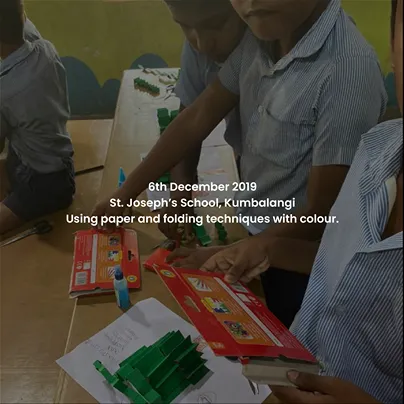 6th December 2019
St. Joseph's School, Kumbalangi
Using paper and folding techniques with colour.